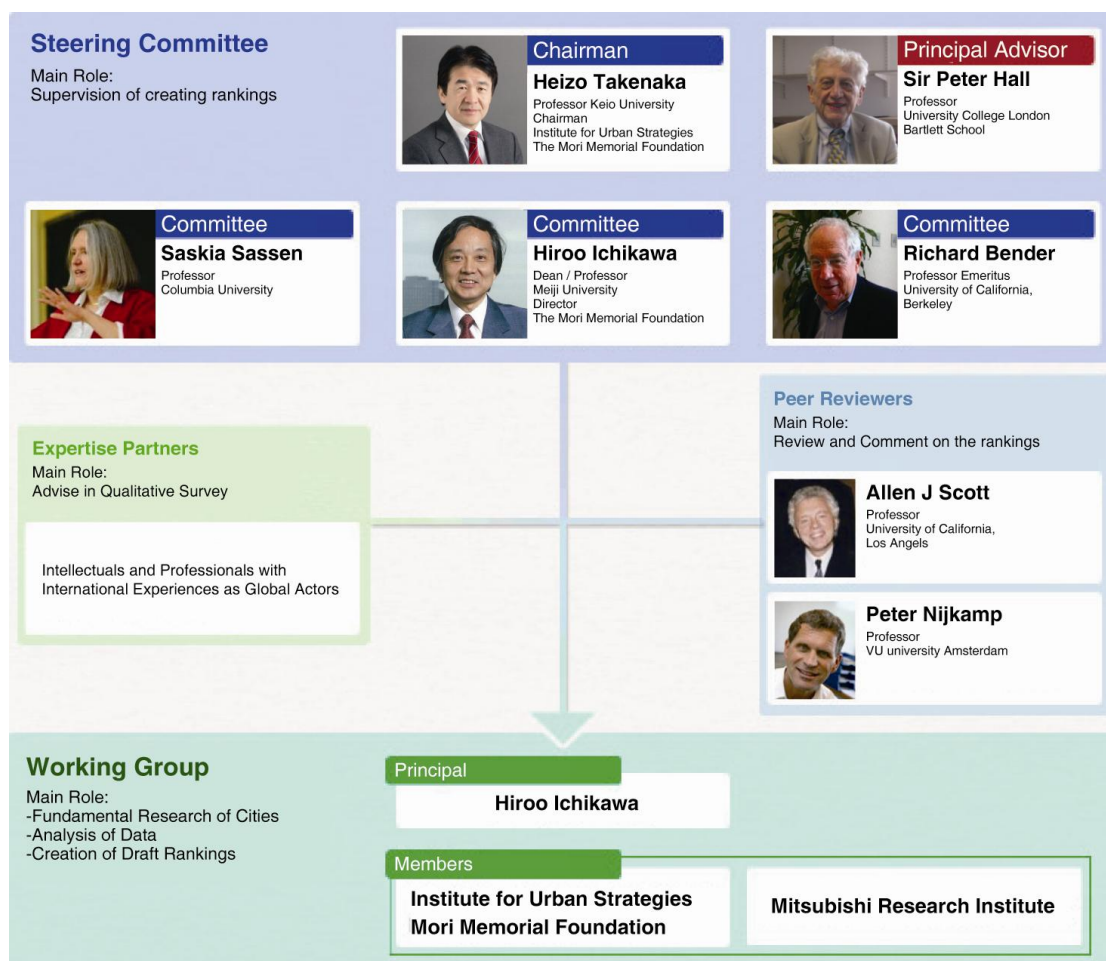 Steering Committee
Main Role:
Supervision of creating rankings
Chairman
Heizo Takenaka
Professor Keio University
Chairman
Institute for Urban Strategies
The Mori Memorial Foundation
Principal Advisor
Sir Peter Hall
Professor
University College London
Bartlett School
Committee
Saskia Sassen
Professor
Columbia University
Committee
Hiroo Ichikawa
Dean / Professor
Meiji University
Director
The Mori Memorial Foundation
Committee
Richard Bender
Professor Emeritus
University of California,
Berkeley
Expertise Partners
Main Role:
Advise in Qualitative Survey
Intellectuals and Professionals with
International Experiences as Global Actors
Peer Reviewers
Main Role:
Review and Comment on the rankings
Allen J Scott
Professor
University of California,
Los Angels
Peter Nijkamp
Professor
VU university Amsterdam
Working Group
Main Role:
-Fundamental Research of Cities
-Analysis of Data
-Creation of Draft Rankings
Principal
Hiroo Ichikawa
Members
Institute for Urban Strategies
Mori Memorial Foundation
Mitsubishi Research Institute